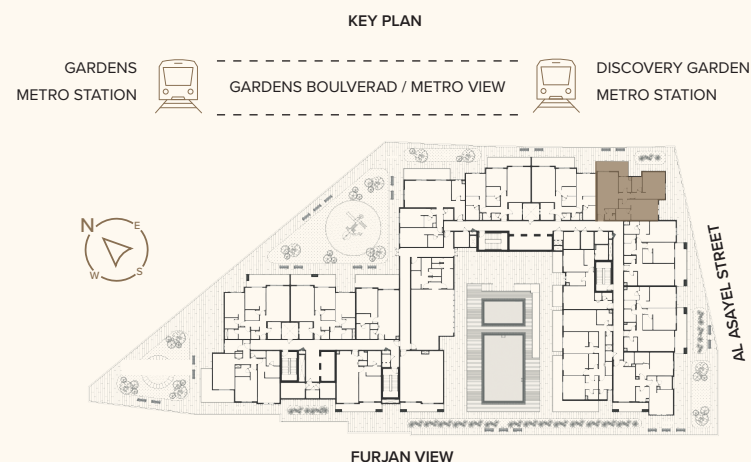 KEY PLAN
GARDENS
METRO STATION
GARDENS BOULVERAD / METRO VIEW
DISCOVERY GARDEN
METRO STATION
N
E
W
S
AL ASAYEL STREET
FURJAN VIEW